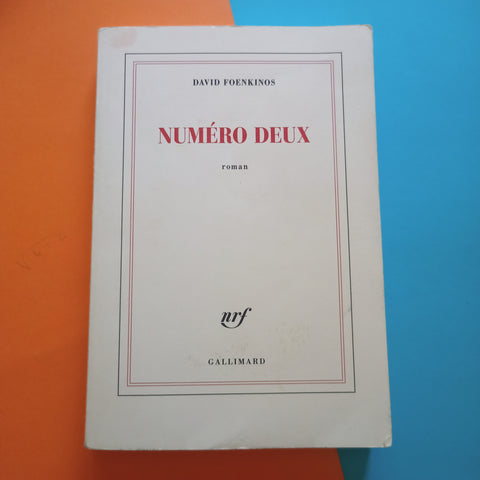 DAVID FOENKINOS
NUMÉRO DEUX
roman
nrf
GALLIMARD